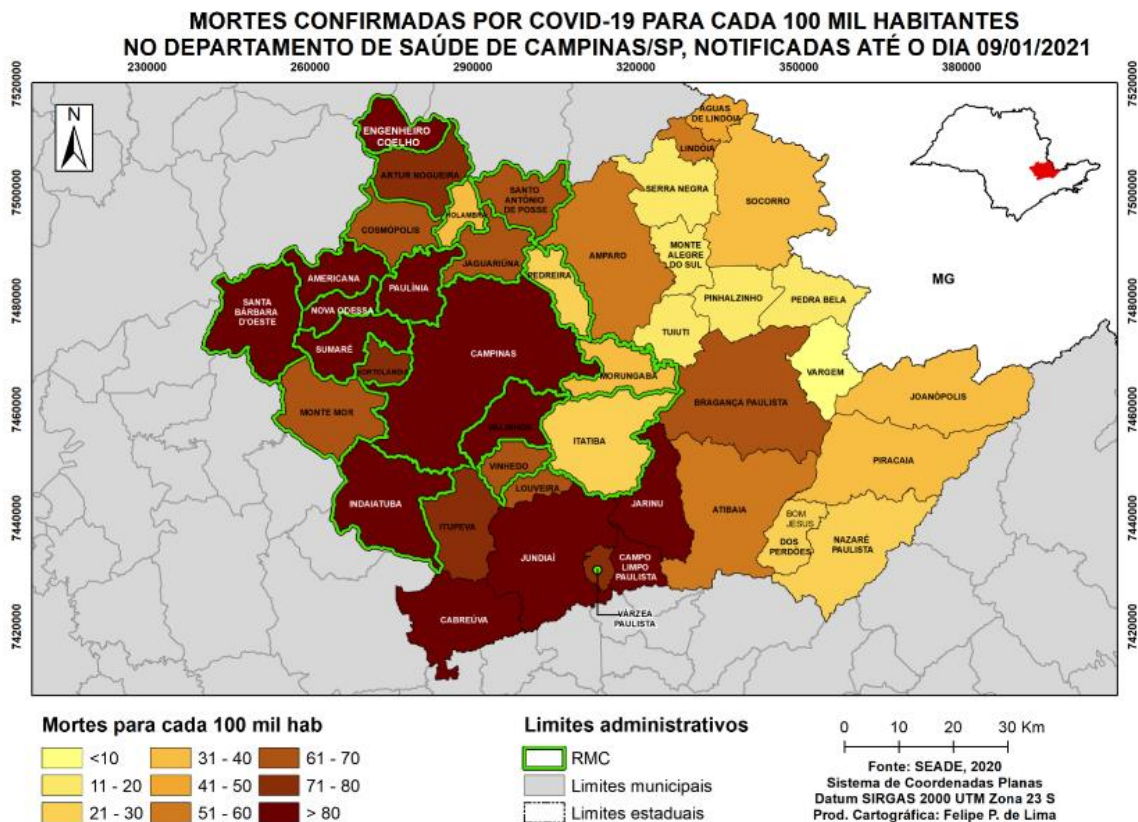 MORTES CONFIRMADAS POR COVID-19 PARA CADA 100 MIL HABITANTES
NO DEPARTAMENTO DE SAÚDE DE CAMPINAS/SP, NOTIFICADAS ATÉ O DIA 09/01/2021
230000 260000 290000 320000 350000 380000
7520000
7500000
7480000
7460000
7440000
7420000
7520000
7500000
7480000
7460000
7440000
7420000
N
ENGENHEIRO
COELHO
ÁGUAS
DE LINDÓIA
LINDÓIA
ARTUR NOGUEIRA
SANTO
ANTÔNIO
DE POSSE
SERRA NEGRA
SOCORRO
HOLAMBRA
COSMÓPOLIS
JAGUARIÚNA
AMPARO
MONTE
ALEGRE
DO SUL
MG
AMERICANA
PAULÍNIA
PEDREIRA
PINHALZINHO
PEDRA BELA
SANTA
BÁRBARA
D'OESTE
NOVA ODESSA
TUIUTI
SUMARÉ
CAMPINAS
HORTOLÂNDIA
MORUNGABA
VARGEM
JOANÓPOLIS
BRAGANÇA PAULISTA
MONTE MOR
VALINHOS
ITATIBA
PIRACAIA
VINHEDO
LOUVEIRA
INDAIATUBA
JARINU
ATIBAIA
BOM
JESUS
DOS
PERDÕES
NAZARÉ
PAULISTA
ITUPEVA
JUNDIAÍ
CAMPO
LIMPO
PAULISTA
CABREÚVA
VÁRZEA
PAULISTA
Mortes para cada 100 mil hab
<10
11 - 20
21 - 30
31 - 40
41 - 50
51 - 60
61 - 70
71 - 80
> 80
Limites administrativos
RMC
Limites municipais
Limites estaduais
0 10 20 30 Km
Fonte: SEADE, 2020
Sistema de Coordenadas Planas
Datum SIRGAS 2000 UTM Zona 23 S
Prod. Cartográfica: Felipe P. de Lima